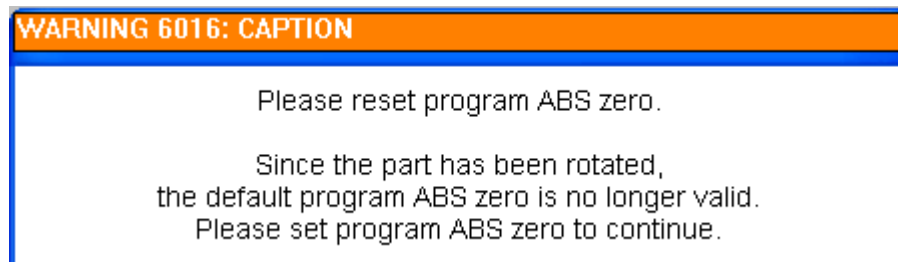 WARNING 6016: CAPTION
Please reset program ABS zero.
Since the part has been rotated,
the default program ABS zero is no longer valid.
Please set program ABS zero to continue.